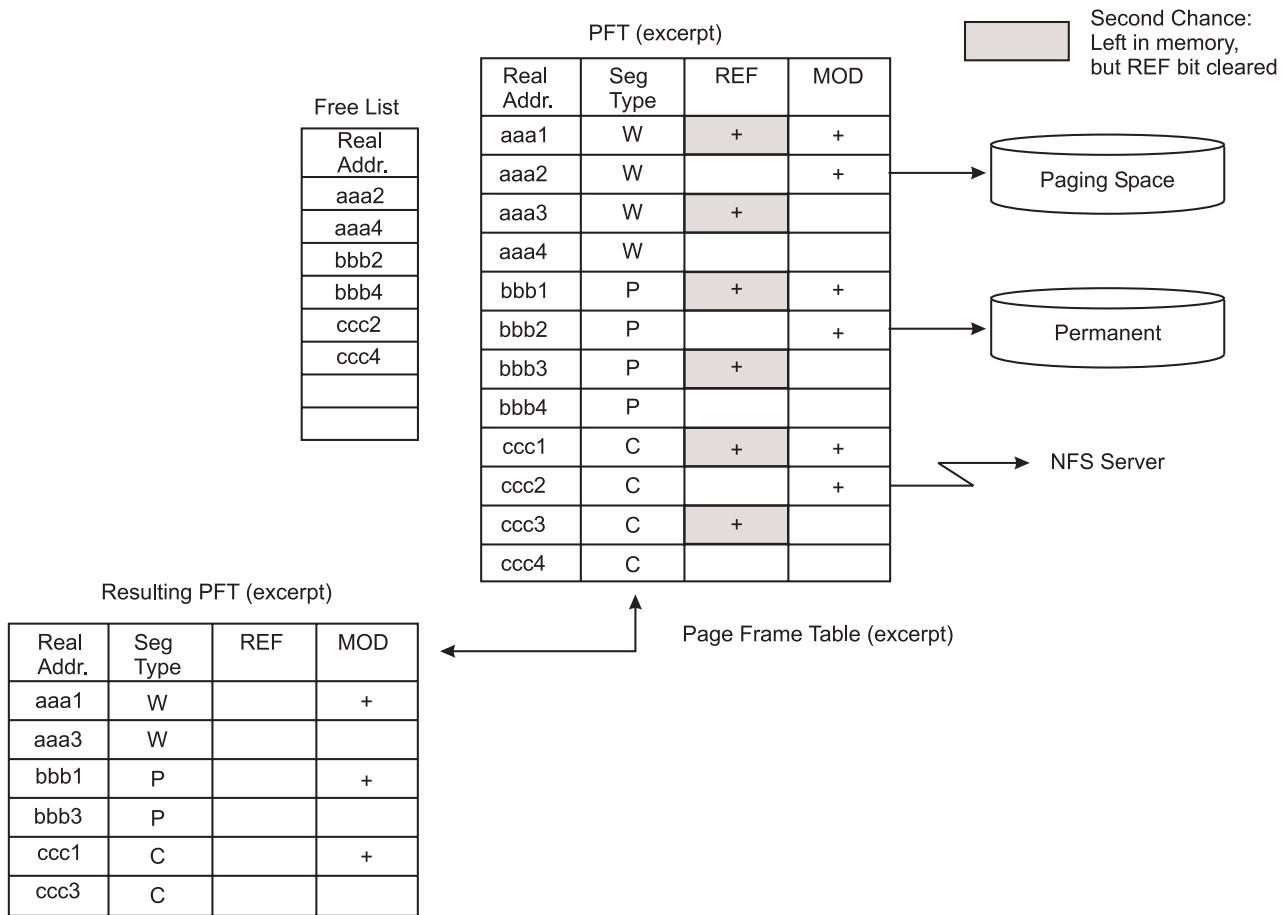 PFT (excerpt)
Second Chance:
Left in memory,
but REF bit cleared
Free List
Real
Addr.
aaa2
aaa4
bbb2
bbb4
ccc2
ccc4
Real Addr. Seg Type REF MOD
aaa1 W + +
aaa2 W +
aaa3 W +
aaa4 W
bbb1 P + +
bbb2 P +
bbb3 P +
bbb4 P
ccc1 C + +
ccc2 C +
ccc3 C +
ccc4 C
Paging Space
Permanent
NFS Server
Page Frame Table (excerpt)
Resulting PFT (excerpt)
Real Addr. Seg Type REF MOD
aaa1 W +
aaa3 W
bbb1 P +
bbb3 P
ccc1 C +
ccc3 C